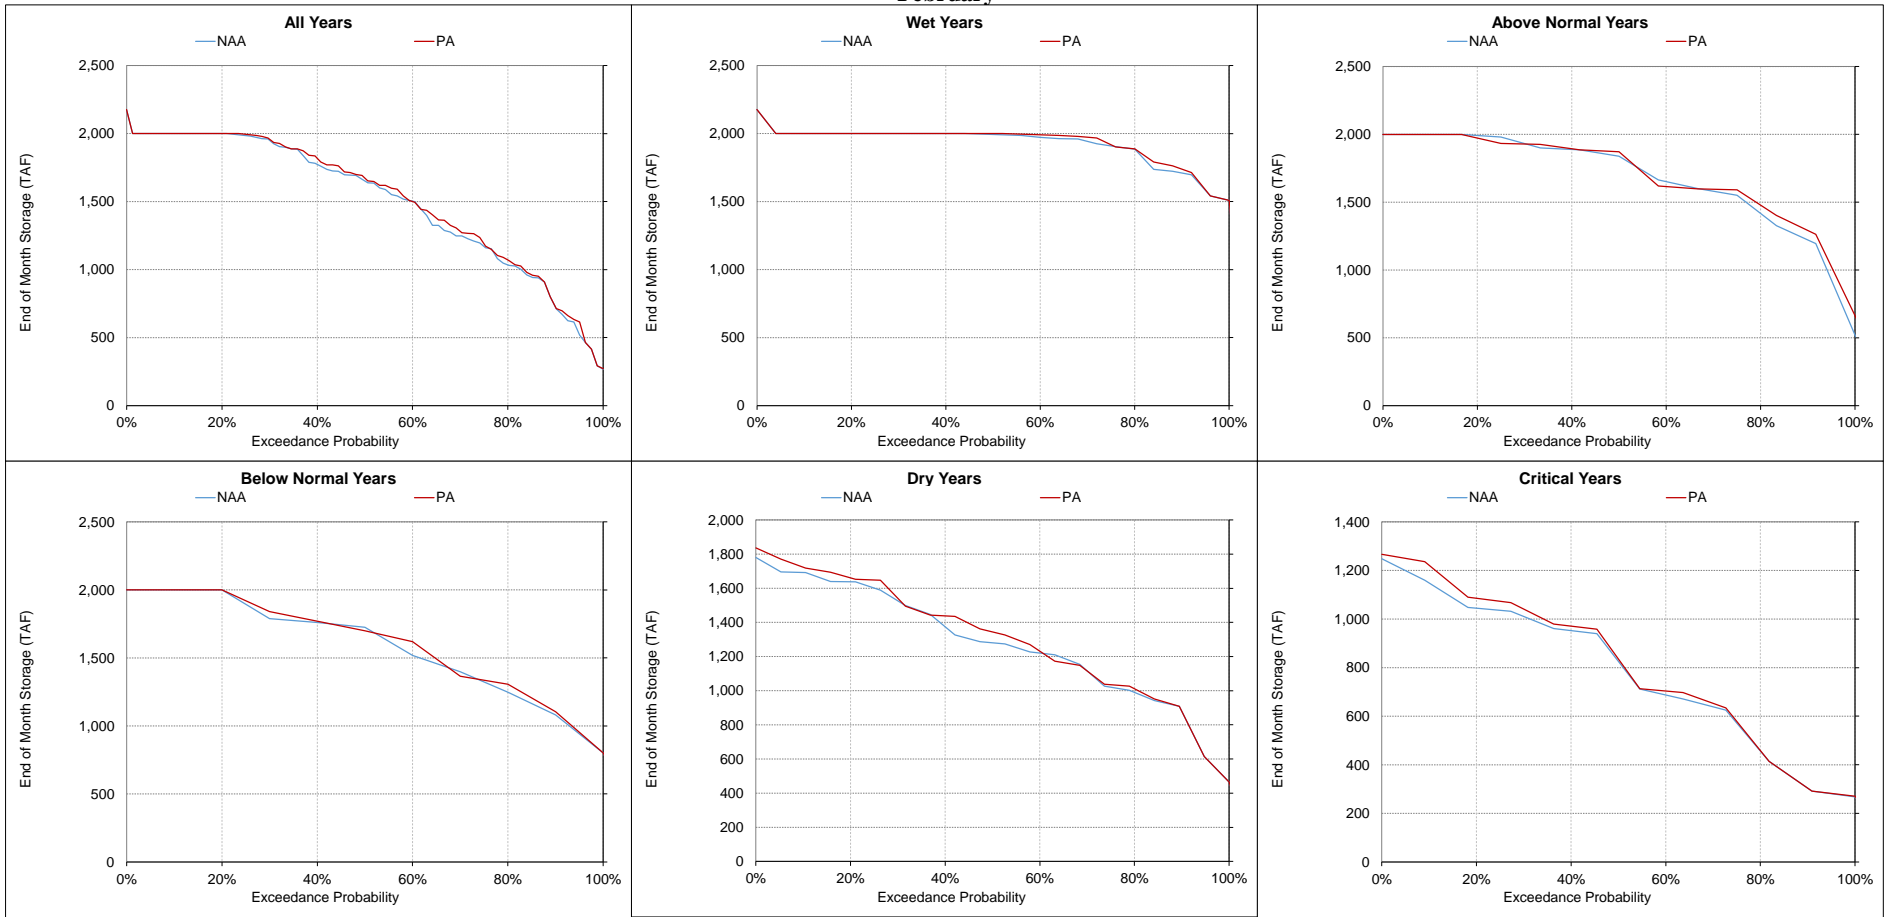 February
All Years
NAA PA
2,500
2,000
1,500
1,000
500
0
0% 20% 40% 60% 80% 100%
End of Month Storage (TAF)
Exceedance Probability
Wet Years
NAA PA
2,500
2,000
1,500
1,000
500
0
0% 20% 40% 60% 80% 100%
End of Month Storage (TAF)
Exceedance Probability
Above Normal Years
NAA PA
2,500
2,000
1,500
1,000
500
0
0% 20% 40% 60% 80% 100%
End of Month Storage (TAF)
Exceedance Probability
Below Normal Years
NAA PA
2,500
2,000
1,500
1,000
500
0
0% 20% 40% 60% 80% 100%
End of Month Storage (TAF)
Exceedance Probability
Dry Years
NAA PA
2,000
1,800
1,600
1,400
1,200
1,000
800
600
400
200
0
0% 20% 40% 60% 80% 100%
End of Month Storage (TAF)
Exceedance Probability
Critical Years
NAA PA
1,400
1,200
1,000
800
600
400
200
0
0% 20% 40% 60% 80% 100%
End of Month Storage (TAF)
Exceedance Probability